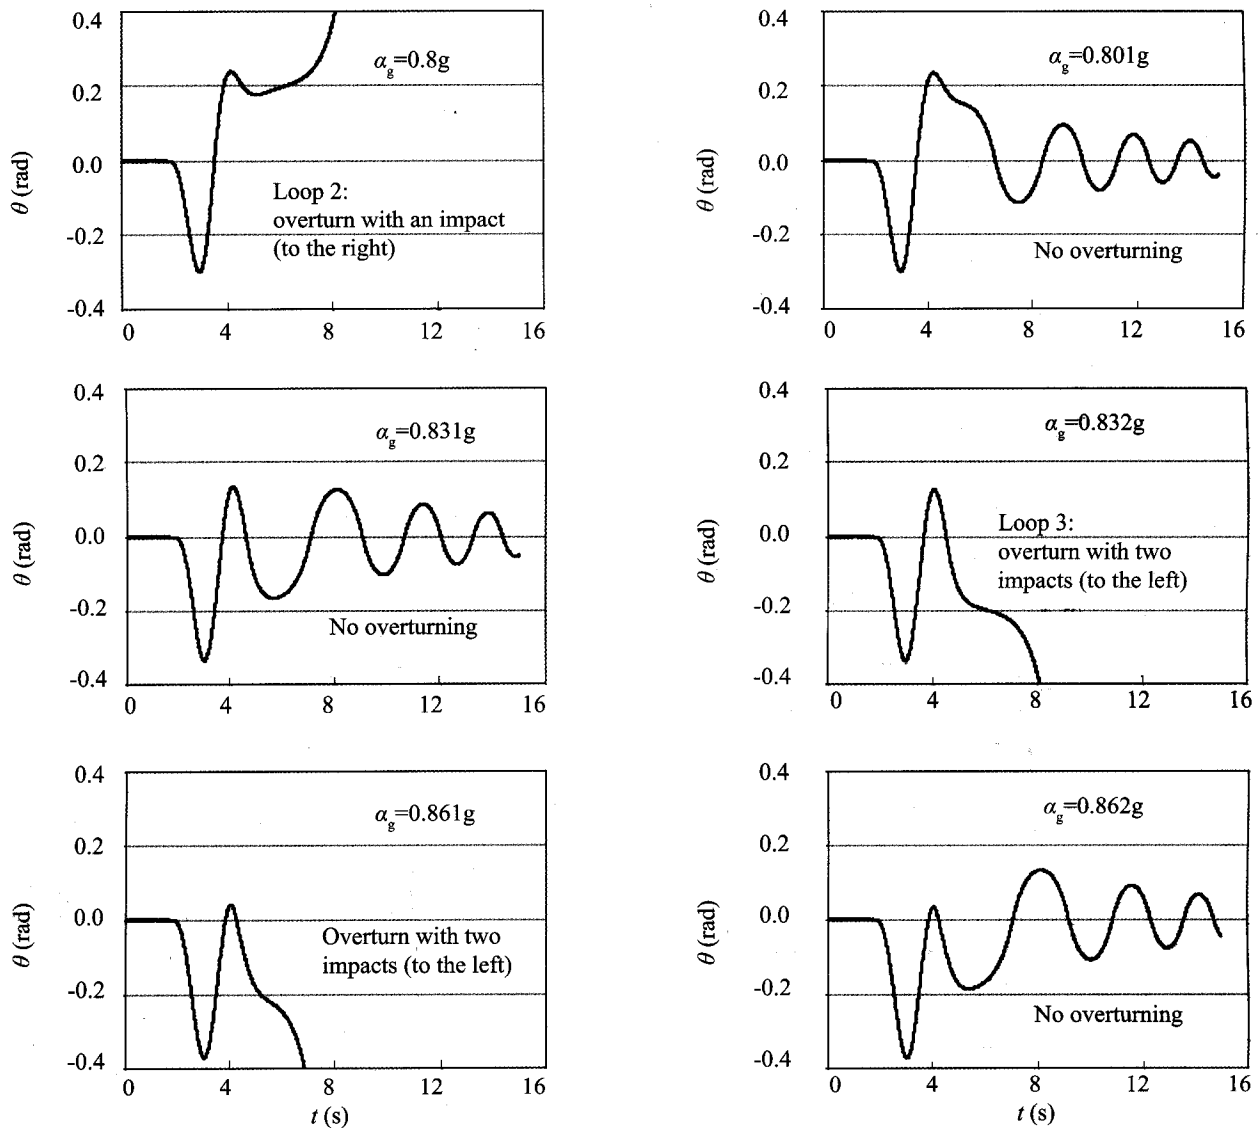 0.4
0.2
0.0
-0.2
-0.4
θ (rad)
αg=0.8g
Loop 2:
overturn with an impact
(to the right)
0 4 8 12 16
0.4
0.2
0.0
-0.2
-0.4
θ (rad)
αg=0.801g
No overturning
0 4 8 12 16
0.4
0.2
0.0
-0.2
-0.4
θ (rad)
αg=0.831g
No overturning
0 4 8 12 16
0.4
0.2
0.0
-0.2
-0.4
θ (rad)
αg=0.832g
Loop 3:
overturn with two
impacts (to the left)
0 4 8 12 16
0.4
0.2
0.0
-0.2
-0.4
θ (rad)
αg=0.861g
Overturn with two
impacts (to the left)
0 4 8 12 16
t (s)
0.4
0.2
0.0
-0.2
-0.4
θ (rad)
αg=0.862g
No overturning
0 4 8 12 16
t (s)